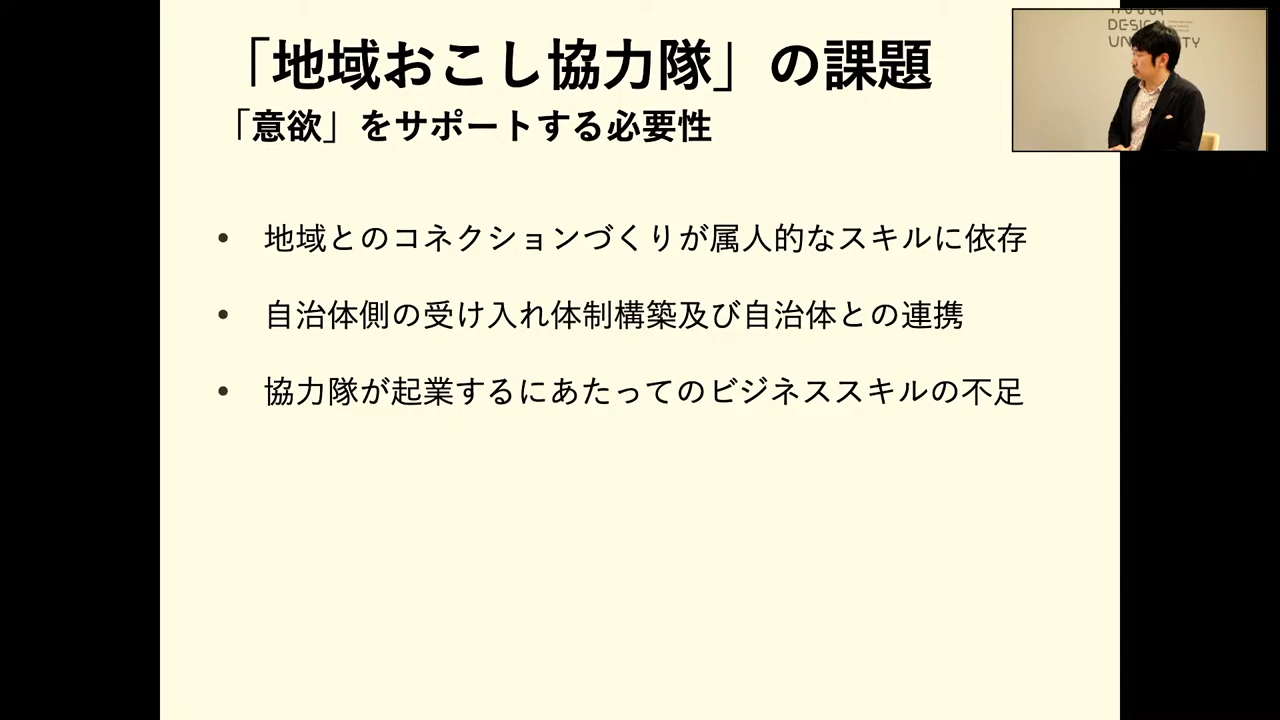 「地域おこし協力隊」の課題
「意欲」をサポートする必要性
• 地域とのコネクションづくりが属人的なスキルに依存
• 自治体側の受け入れ体制構築及び自治体との連携
• 協力隊が起業するにあたってのビジネススキルの不足
DESIGN